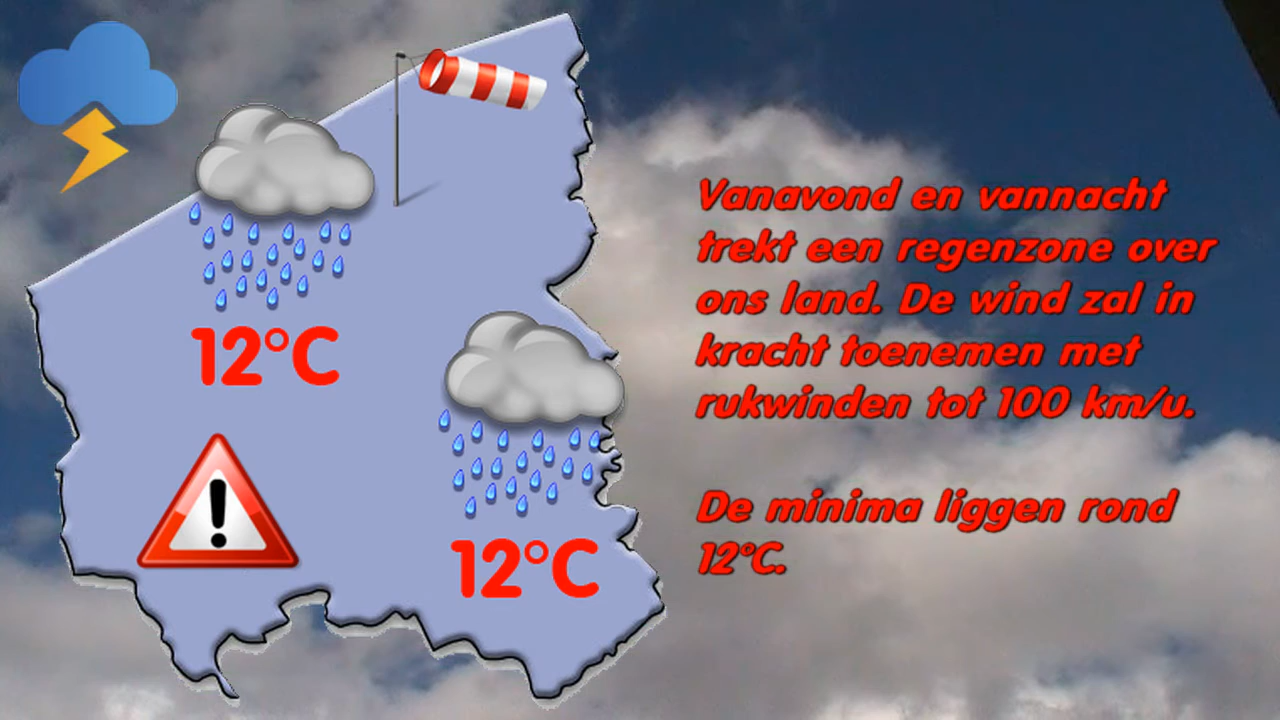 12°C
12°C
Vanavond en vannacht
trekt een regenzone over
ons land. De wind zal in
kracht toenemen met
rukwinden tot 100 km/u.
De minima liggen rond
12°C.